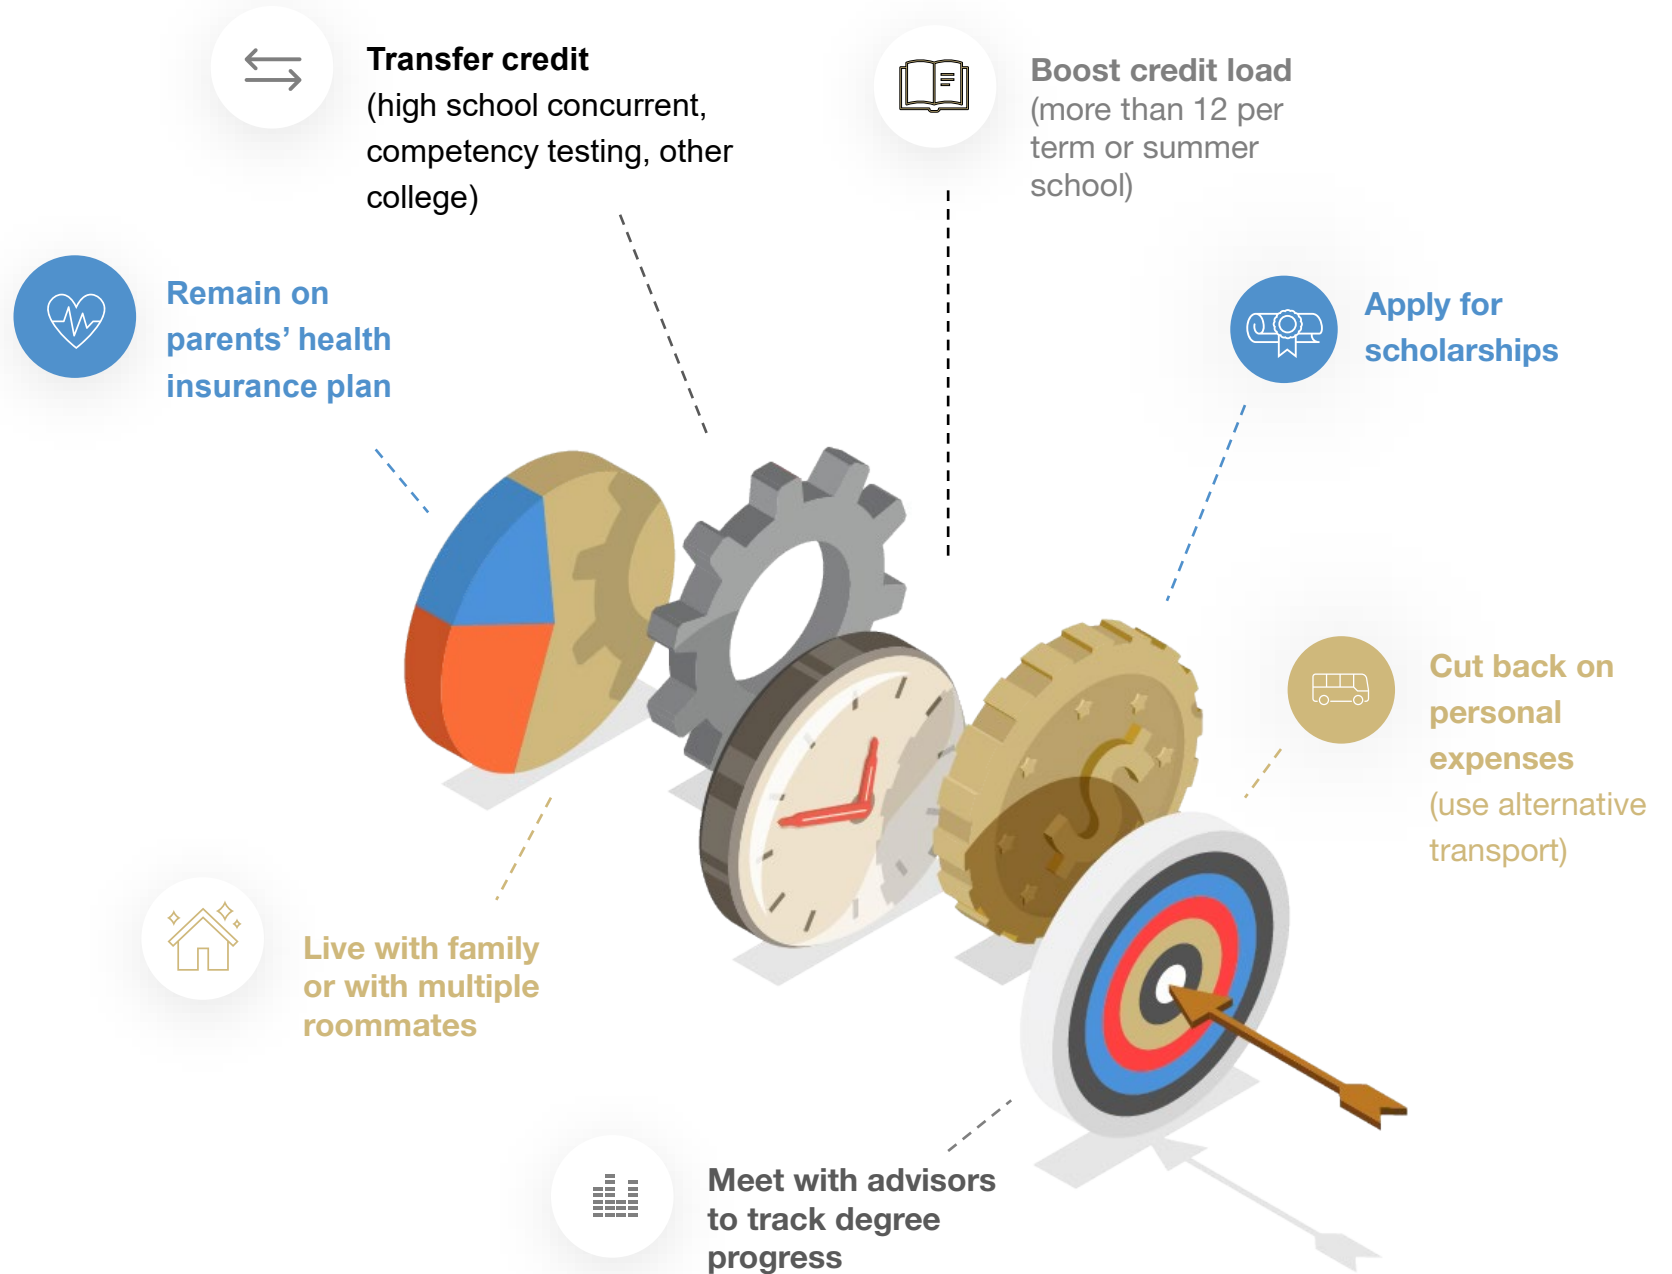 Transfer credit
(high school concurrent,
competency testing, other
college)
Boost credit load
(more than 12 per
term or summer
school)
Remain on
parents’ health
insurance plan
Apply for
scholarships
Cut back on
personal
expenses
(use alternative
transport)
Live with family
or with multiple
roommates
Meet with advisors
to track degree
progress